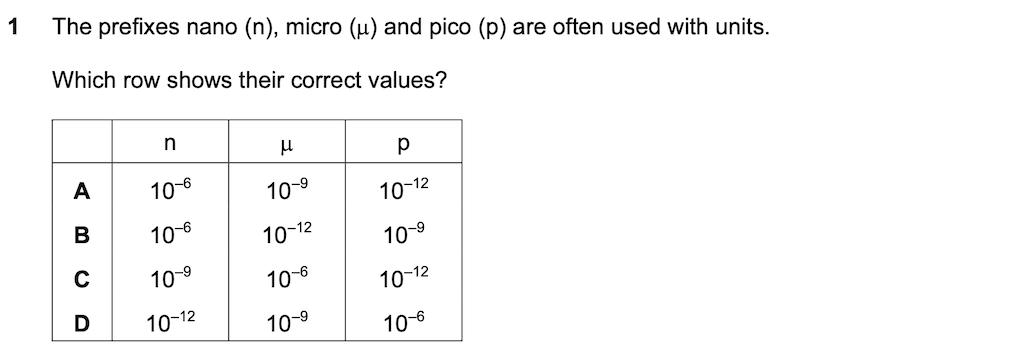 1 The prefixes nano (n), micro (μ) and pico (p) are often used with units.
Which row shows their correct values?
n μ p
A 10⁻⁶ 10⁻⁹ 10⁻¹²
B 10⁻⁶ 10⁻¹² 10⁻⁹
C 10⁻⁹ 10⁻⁶ 10⁻¹²
D 10⁻¹² 10⁻⁹ 10⁻⁶